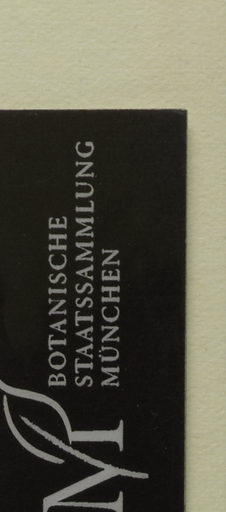 BOTANISCHE
STAATSSAMMLUNG
MÜNCHEN
M